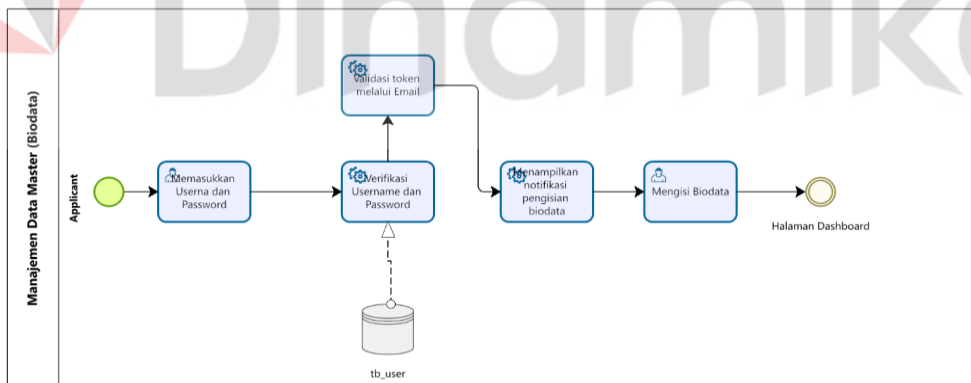 Dinamika
Manajemen Data Master (Biodata)
Applicant
Memasukkan
Userna dan
Password
Verifikasi
Username dan
Password
Validasi token
melalui Email
Menampilkan
notifikasi
pengisian
biodata
Mengisi Biodata
Halaman Dashboard
tb_user